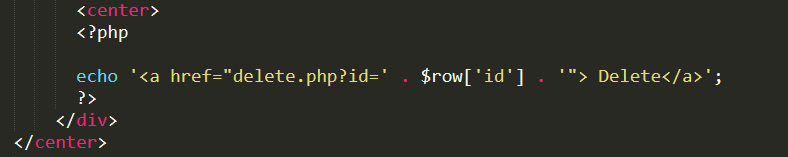 <center>
<?php
echo '<a href="delete.php?id=' . $row['id'] . '"> Delete</a>';
?>
</div>
</center>